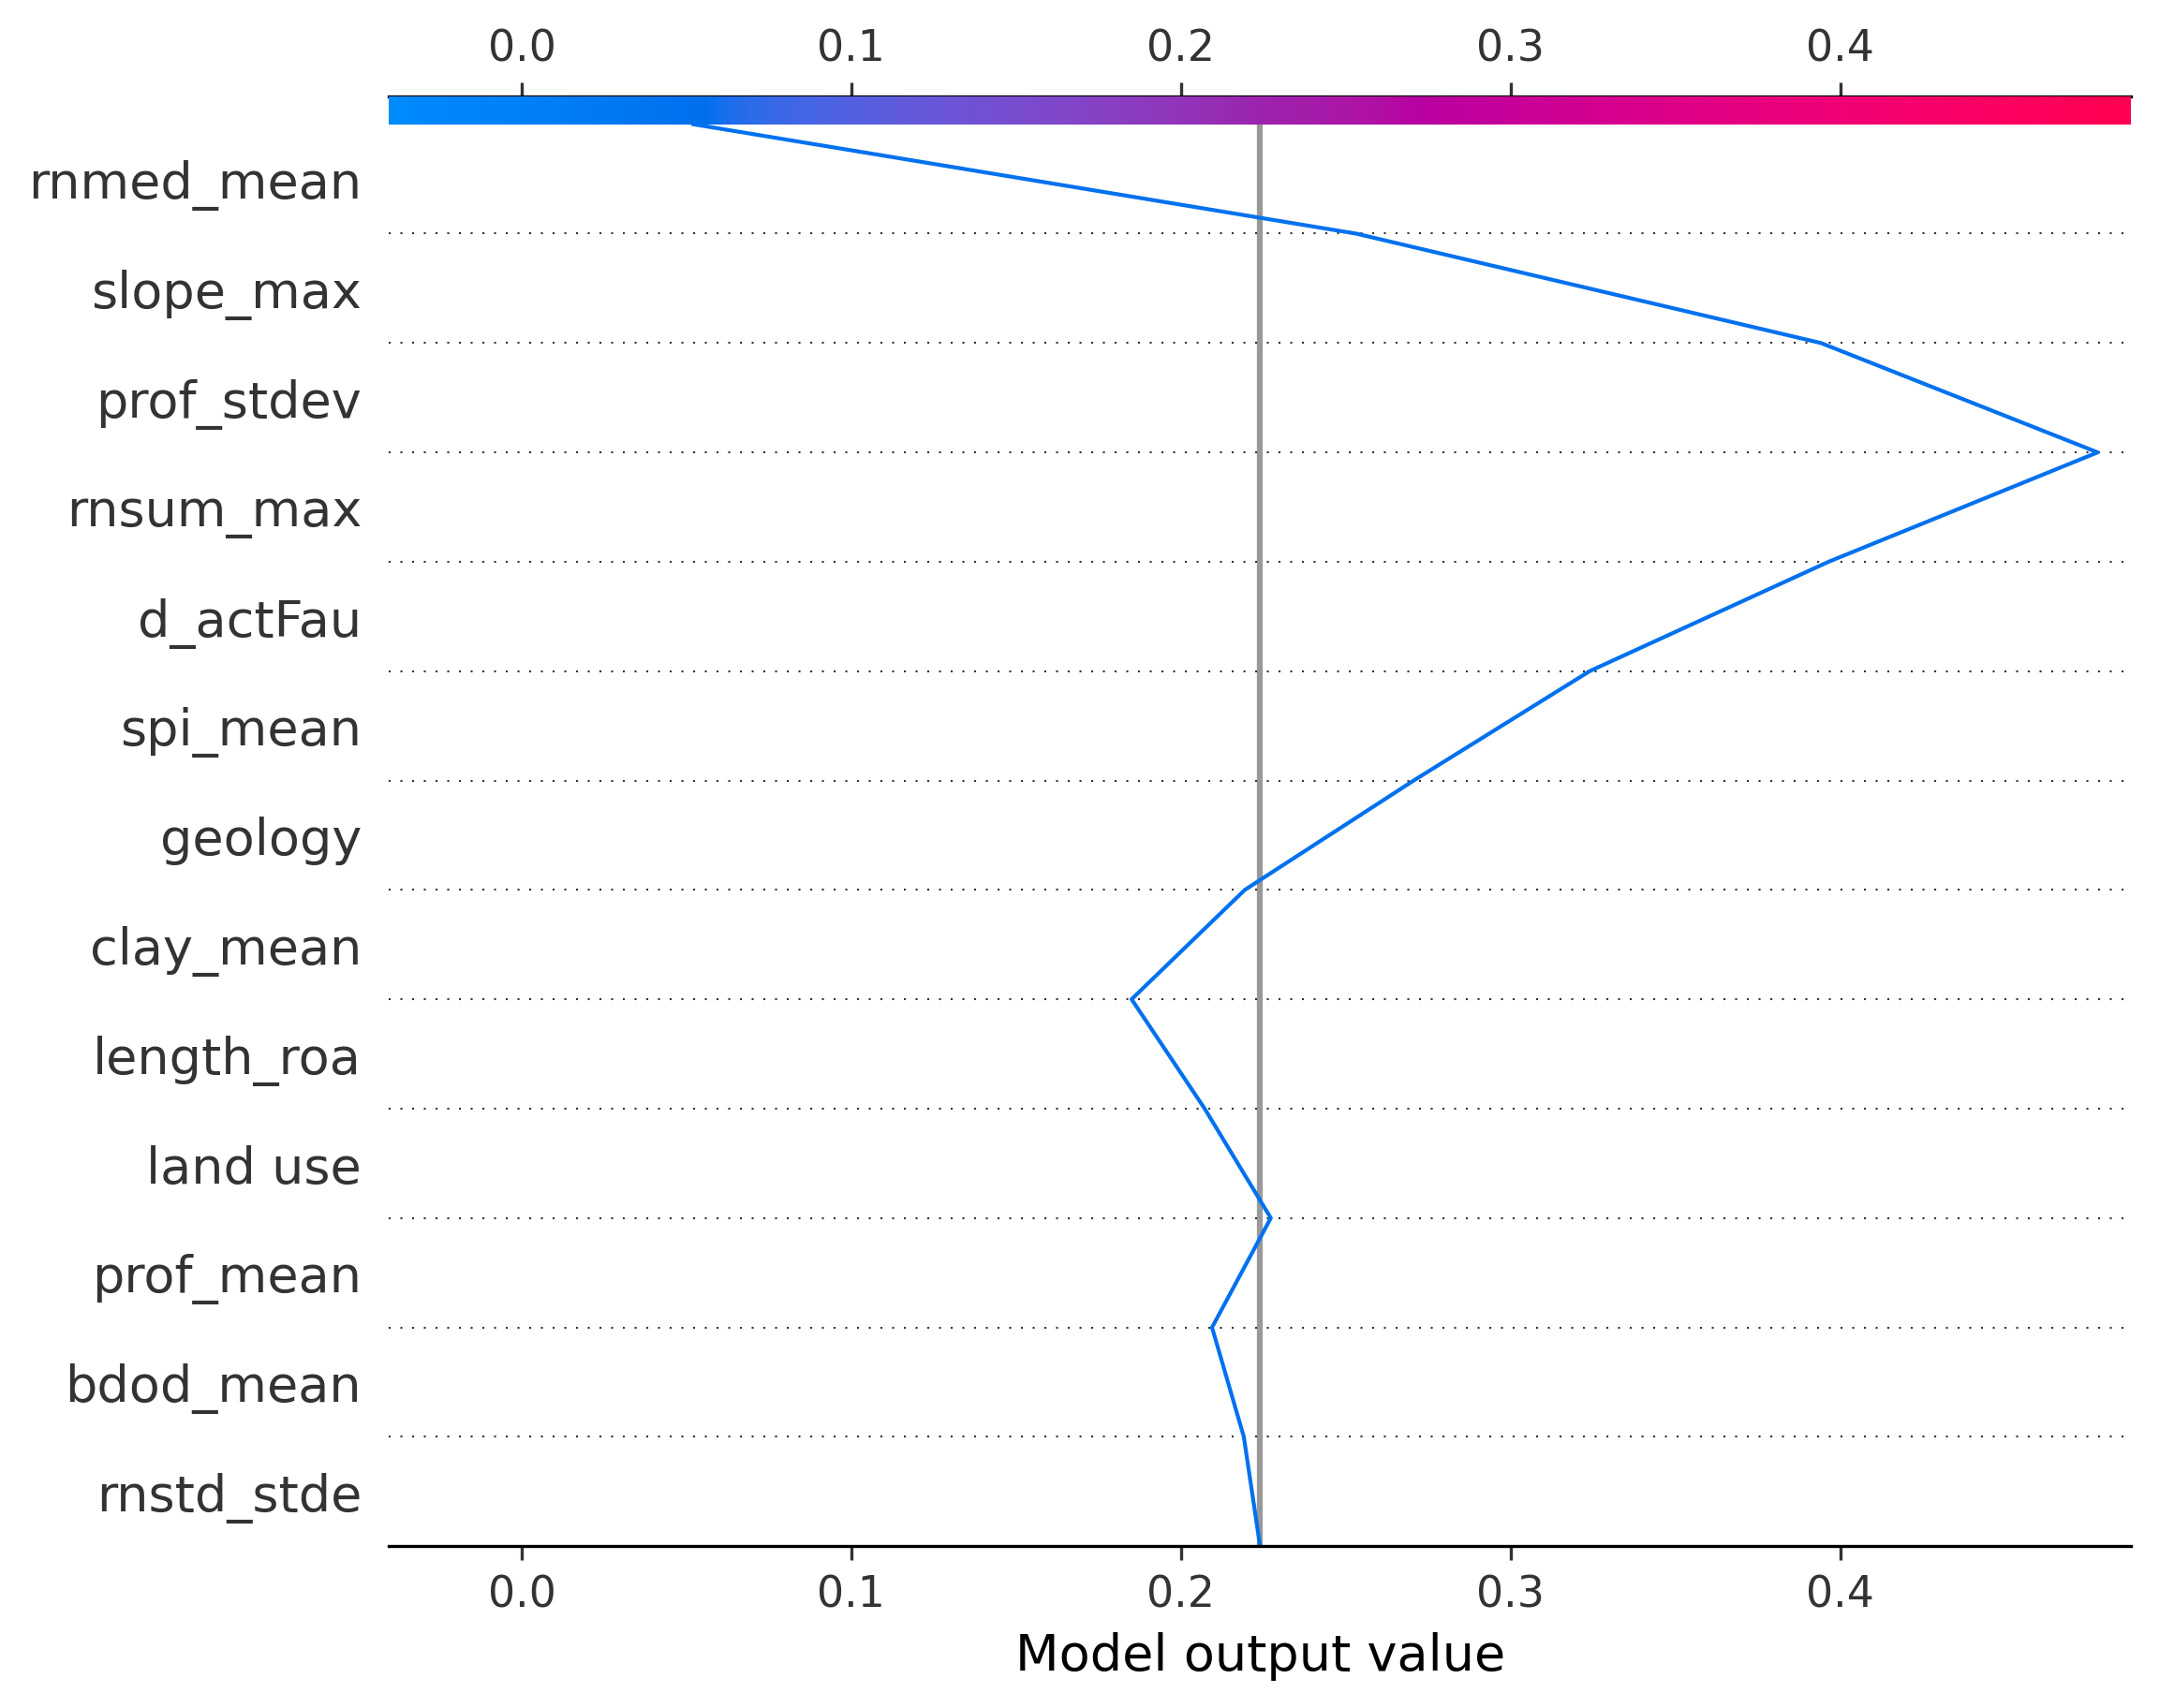 0.0 0.1 0.2 0.3 0.4
rnmed_mean
slope_max
prof_stdev
rnsum_max
d_actFau
spi_mean
geology
clay_mean
length_roa
land use
prof_mean
bdod_mean
rnstd_stde
0.0 0.1 0.2 0.3 0.4
Model output value